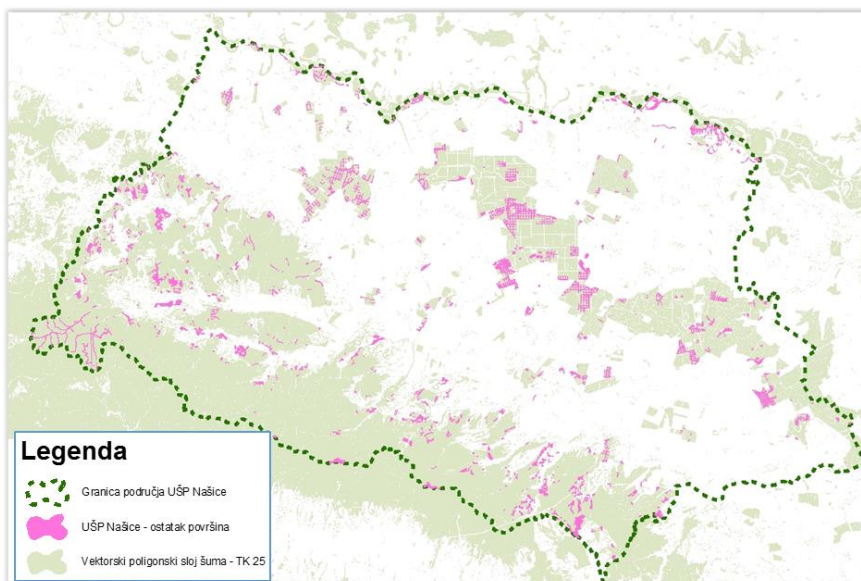 Legenda
Granica područja UŠP Našice
UŠP Našice - ostatak površina
Vektorski poligonski sloj šuma - TK 25